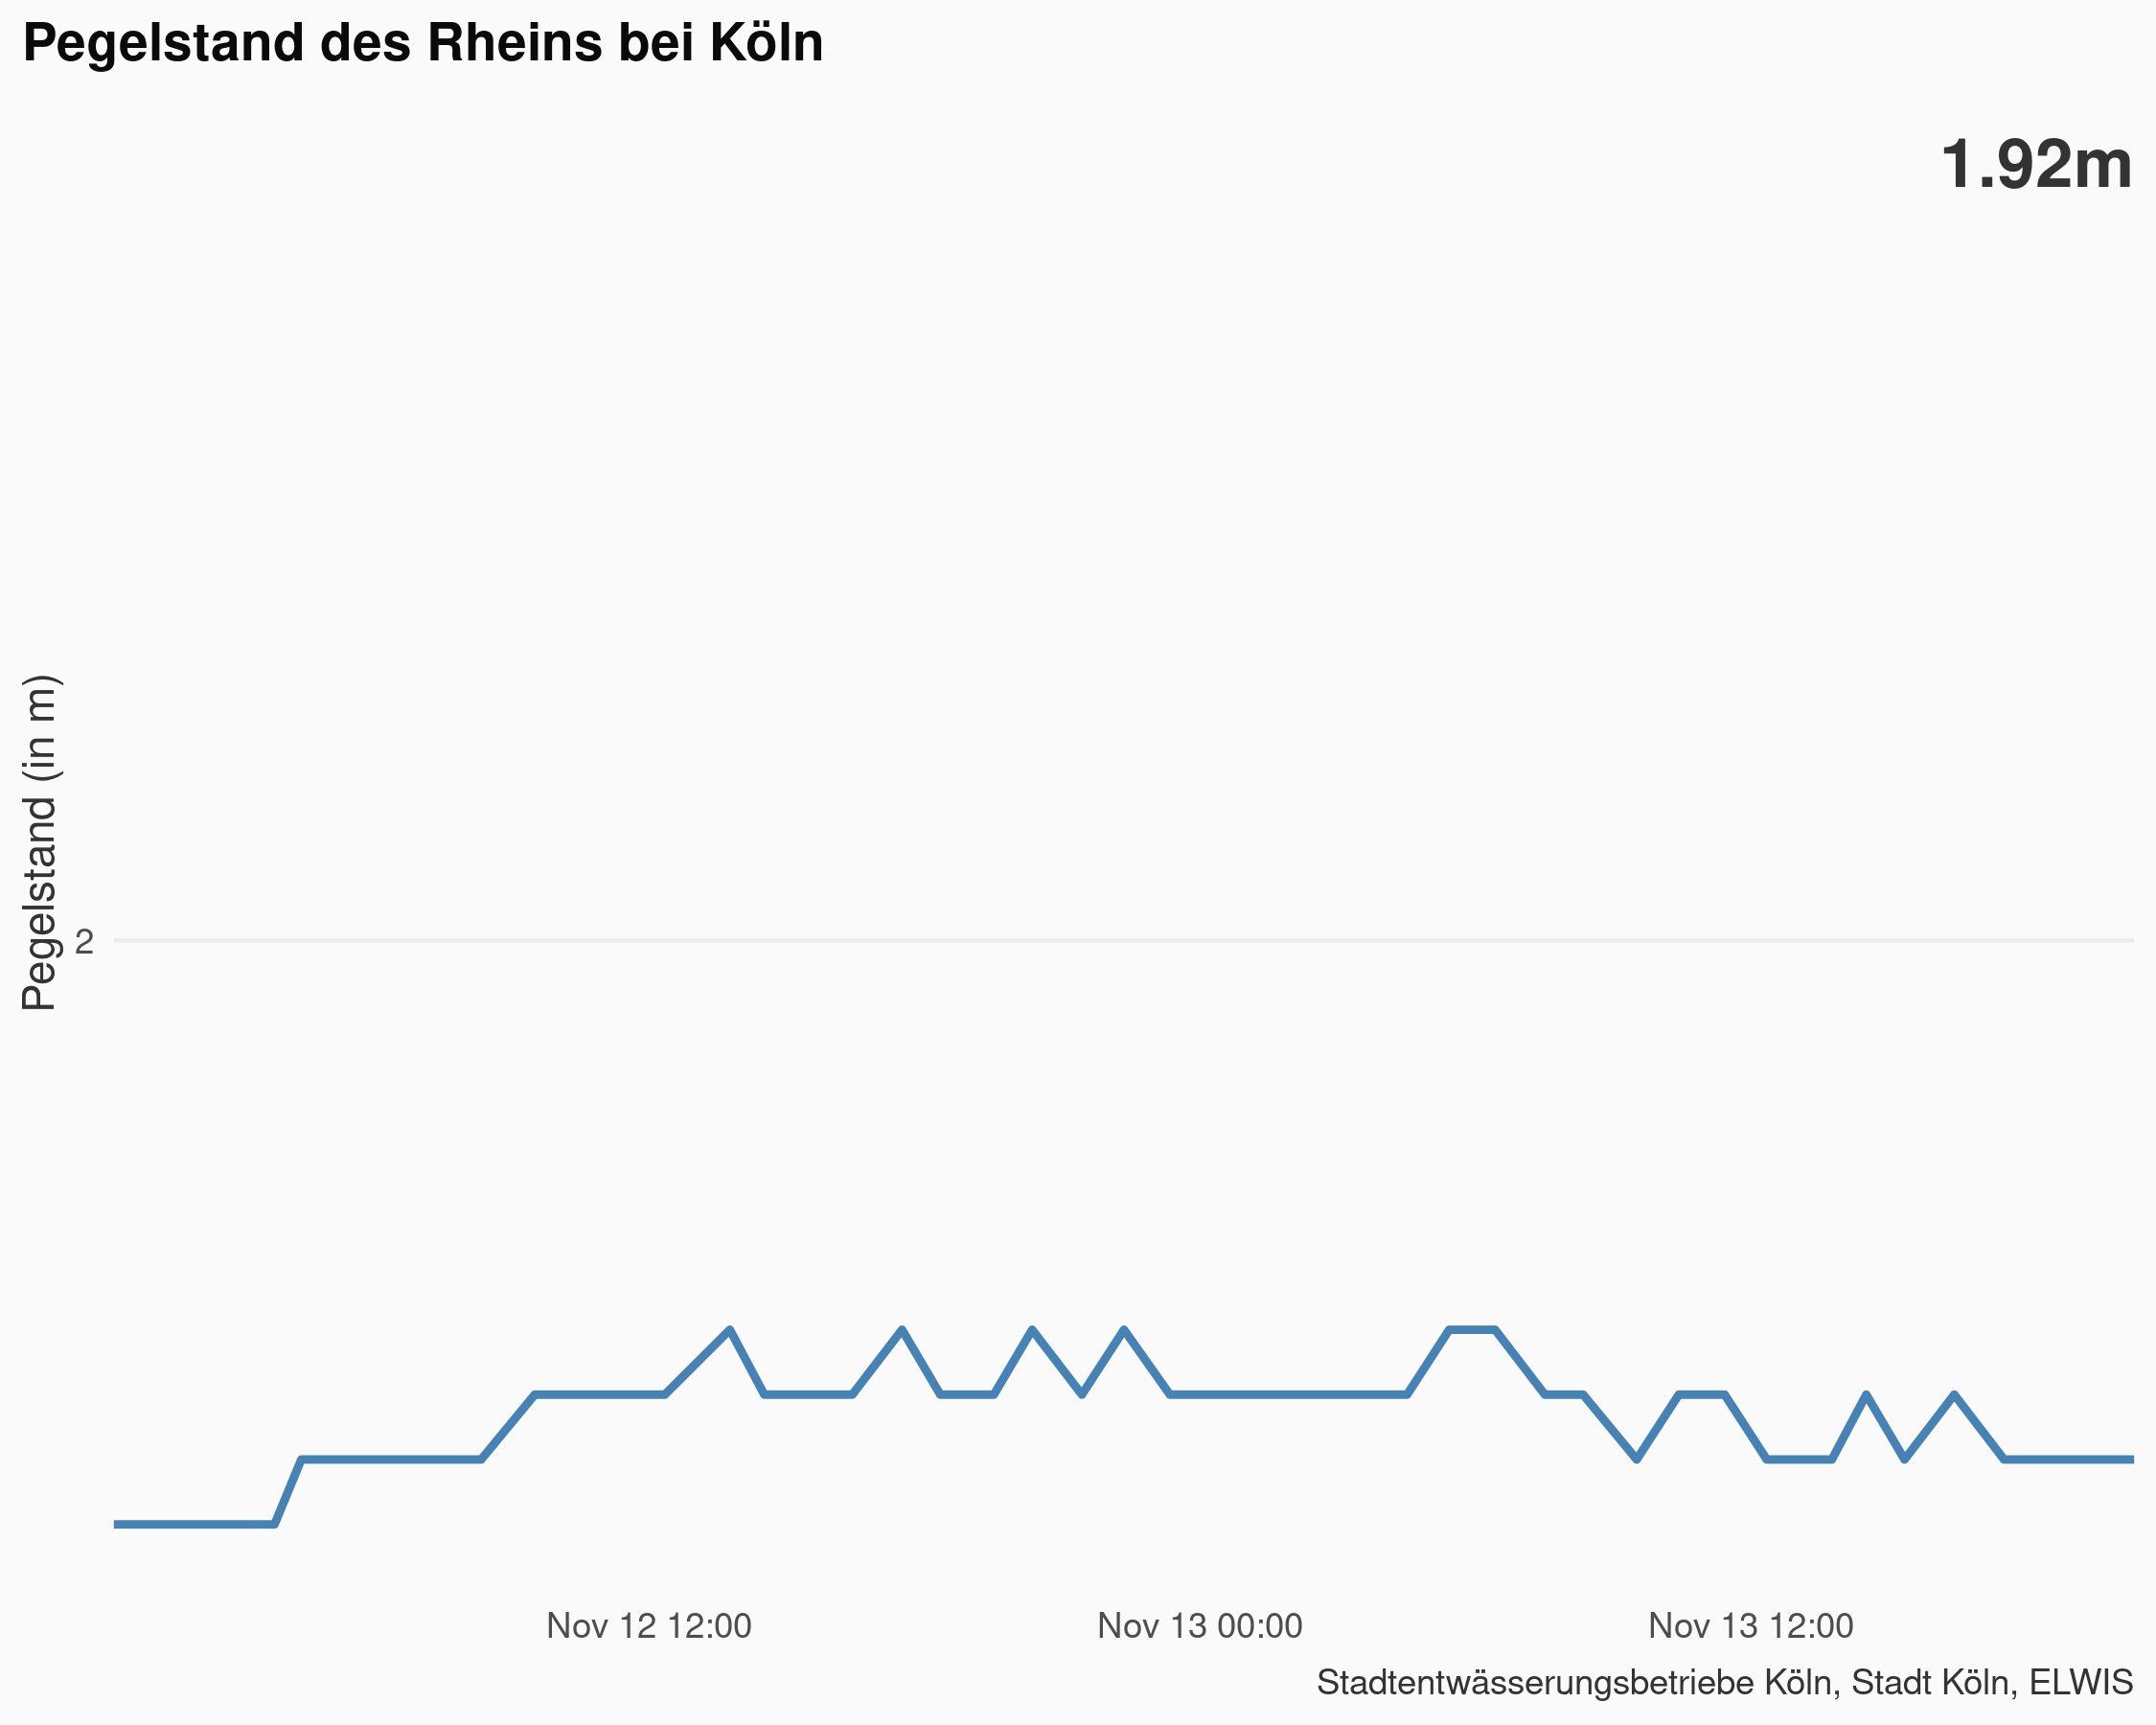 Pegelstand des Rheins bei Köln
1.92m
Pegelstand (in m)
2
Nov 12 12:00
Nov 13 00:00
Nov 13 12:00
Stadtentwässerungsbetriebe Köln, Stadt Köln, ELWIS